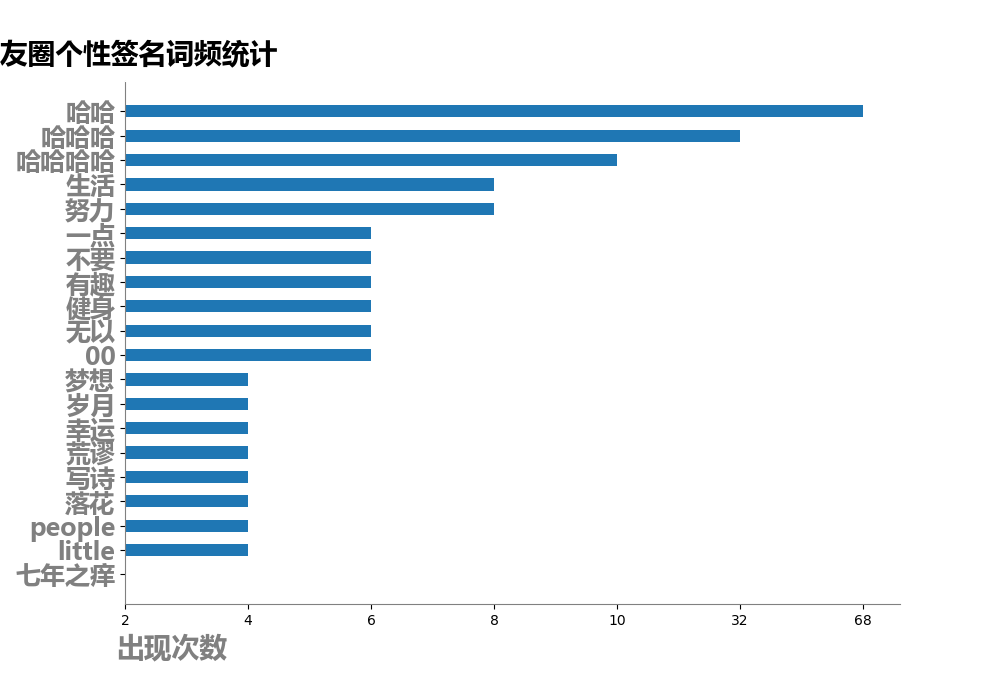 友圈个性签名词频统计
哈哈
哈哈哈
哈哈哈哈
生活
努力
一点
不要
有趣
健身
无以
00
梦想
岁月
幸运
荒谬
写诗
落花
people
little
七年之痒
2 4 6 8 10 32 68
出现次数